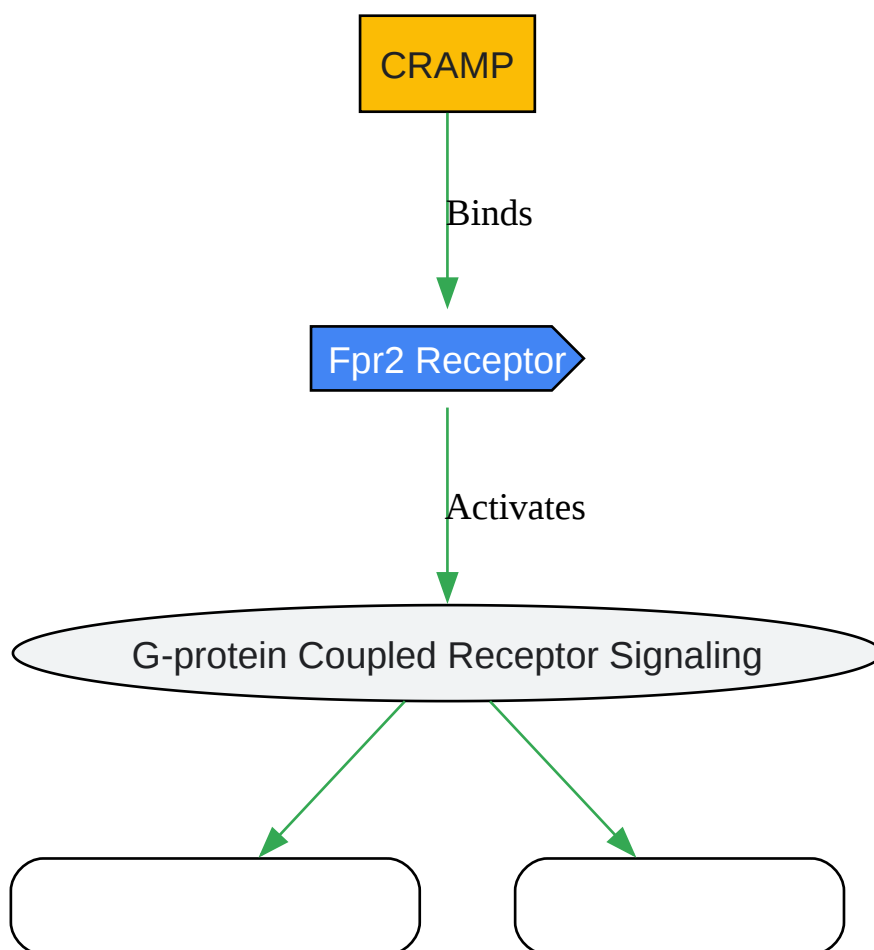 CRAMP
Binds
Fpr2 Receptor
Activates
G-protein Coupled Receptor Signaling